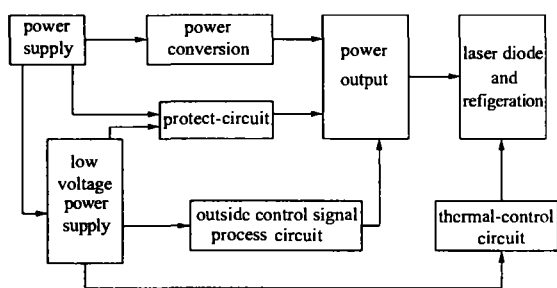 power
supply
power
conversion
power
output
laser diode
and
refigeration
protect-circuit
low
voltage
power
supply
outside control signal
process circuit
thermal-control
circuit